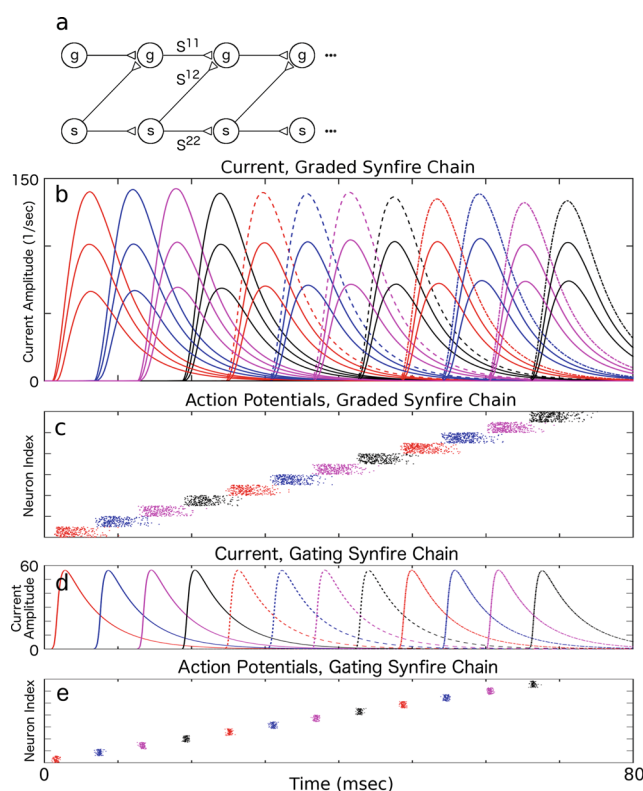 a
g g g g ...
S11
S12
s s s s ...
S22
Current, Graded Synfire Chain
b
150
0
Current Amplitude (1/sec)
Action Potentials, Graded Synfire Chain
c
Neuron Index
Current, Gating Synfire Chain
d
60
0
Current
Amplitude
Action Potentials, Gating Synfire Chain
e
Neuron Index
0 80
Time (msec)